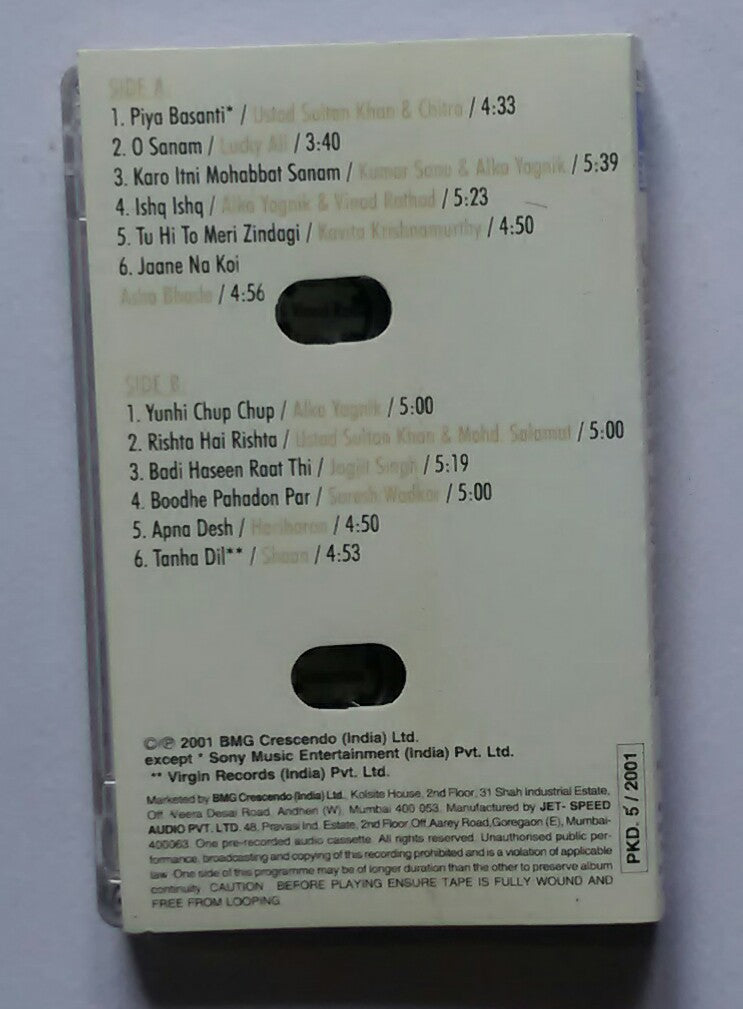 SIDE A:
1. Piya Basanti* / Ustad Sultan Khan & Chitra / 4:33
2. O Sanam / Lucky Ali / 3:40
3. Karo Itni Mohabbat Sanam / Kumar Sanu & Alka Yagnik / 5:39
4. Ishq Ishq / Alka Yagnik & Vinod Rathod / 5:23
5. Tu Hi To Meri Zindagi / Kavita Krishnamurthy / 4:50
6. Jaane Na Koi
Asha Bhosle / 4:56
SIDE B:
1. Yunhi Chup Chup / Alka Yagnik / 5:00
2. Rishta Hai Rishta / Ustad Sultan Khan & Mohd. Salamat / 5:00
3. Badi Haseen Raat Thi / Jagjit Singh / 5:19
4. Boodhe Pahadon Par / Suresh Wadkar / 5:00
5. Apna Desh / Hariharan / 4:50
6. Tanha Dil** / Shaan / 4:53
©℗ 2001 BMG Crescendo (India) Ltd.
except * Sony Music Entertainment (India) Pvt. Ltd.
** Virgin Records (India) Pvt. Ltd.
Marketed by BMG Crescendo (India) Ltd., Kolsite House, 2nd Floor, 31 Shah Industrial Estate,
Off. Veera Desai Road, Andheri (W), Mumbai 400 053. Manufactured by JET- SPEED
AUDIO PVT. LTD. 48, Pravasi Ind. Estate, 2nd Floor, Off. Aarey Road, Goregaon (E), Mumbai-
400063. One pre-recorded audio cassette. All rights reserved. Unauthorised public per-
formance, broadcasting and copying of this recording prohibited and is a violation of applicable
law. One side of this programme may be of longer duration than the other to preserve album
continuity. CAUTION : BEFORE PLAYING ENSURE TAPE IS FULLY WOUND AND
FREE FROM LOOPING.
PKD. 5 / 2001